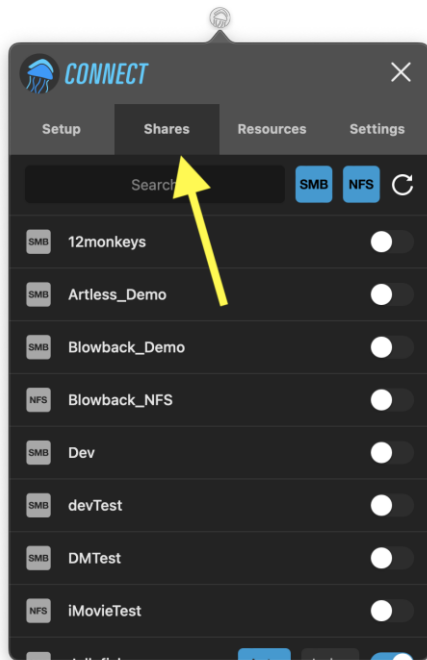 CONNECT
Setup Shares Resources Settings
Search SMB NFS
SMB 12monkeys
SMB Artless_Demo
SMB Blowback_Demo
NFS Blowback_NFS
SMB Dev
SMB devTest
SMB DMTest
NFS iMovieTest